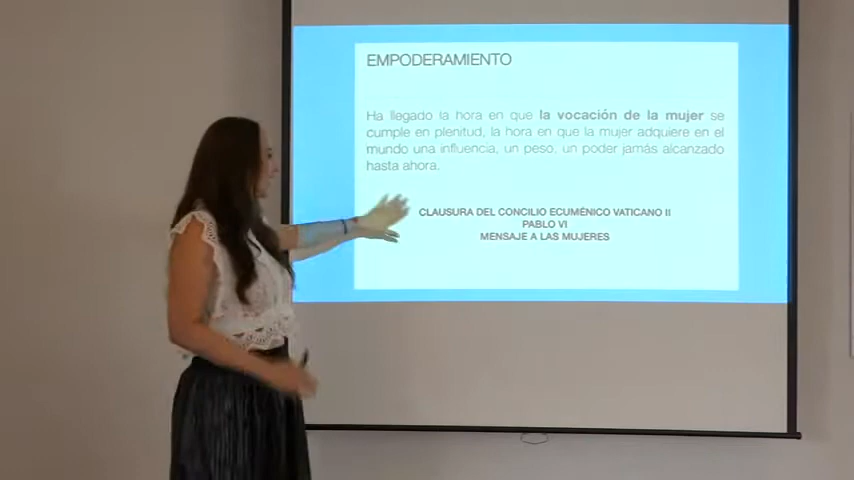 EMPODERAMIENTO
Ha llegado la hora en que la vocación de la mujer se
cumple en plenitud, la hora en que la mujer adquiere en el
mundo una influencia, un peso, un poder jamás alcanzado
hasta ahora.
CLAUSURA DEL CONCILIO ECUMÉNICO VATICANO II
PABLO VI
MENSAJE A LAS MUJERES